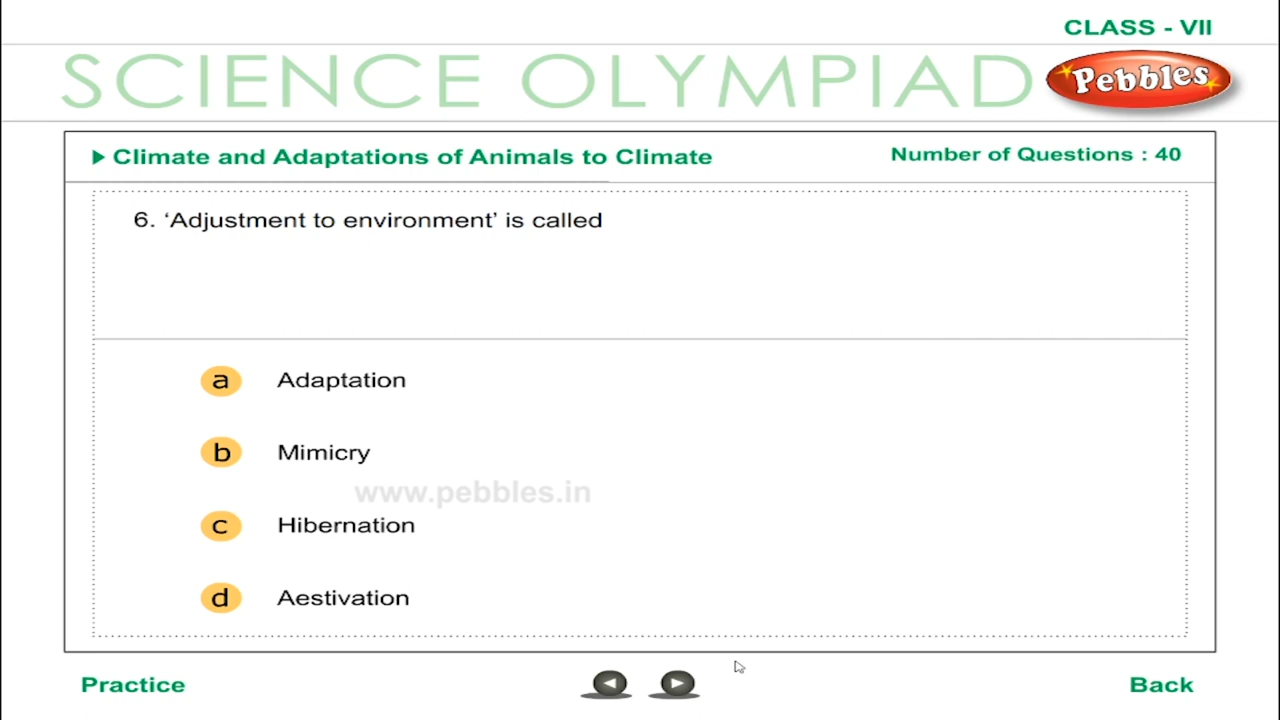 CLASS - VII
SCIENCE OLYMPIAD
Pebbles
Climate and Adaptations of Animals to Climate
Number of Questions : 40
6. ‘Adjustment to environment’ is called
a Adaptation
b Mimicry
www.pebbles.in
c Hibernation
d Aestivation
Practice
Back